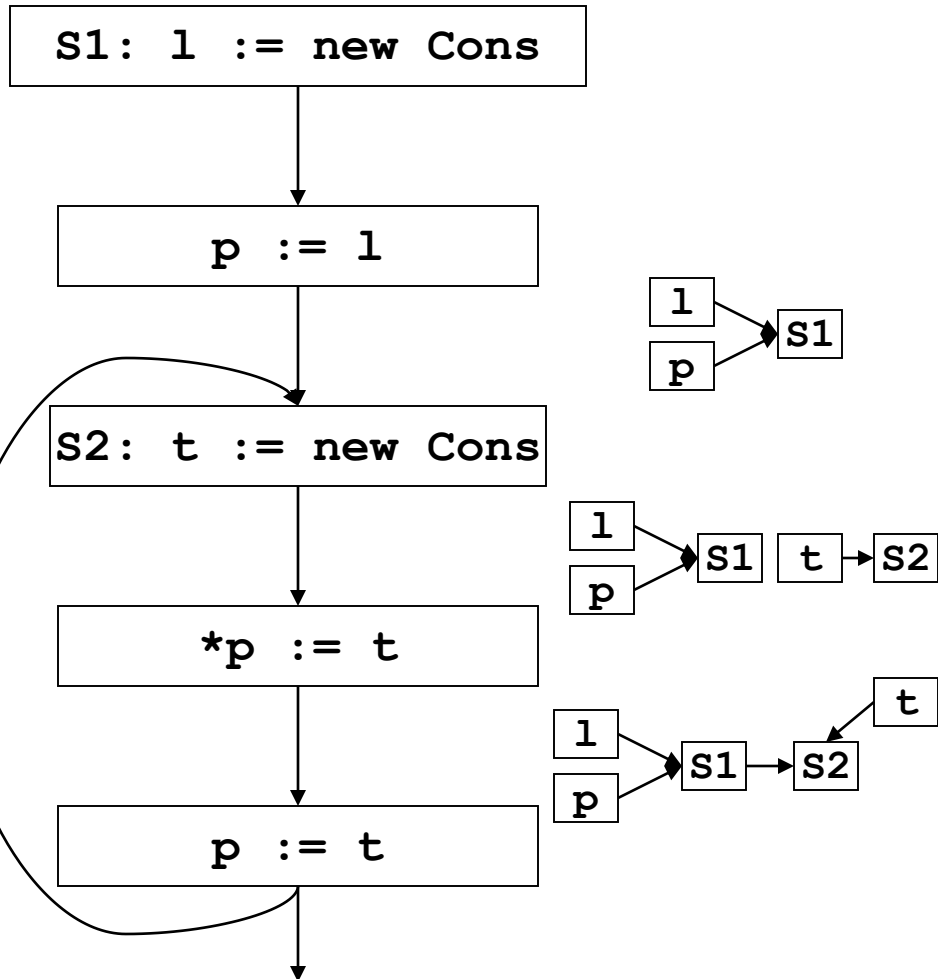 S1: l := new Cons
p := l
l
S1
p
S2: t := new Cons
l
S1 t S2
p
*p := t
t
l
S1 S2
p
p := t